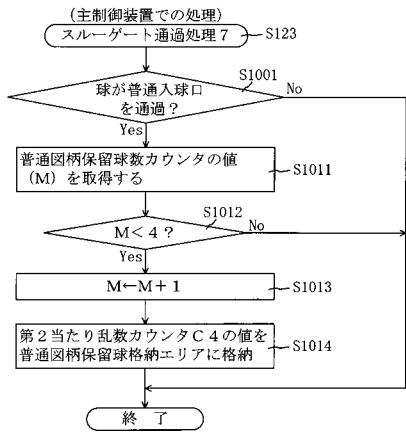 (主制御装置での処理)
スルーゲート通過処理7
S123
S1001
球が普通入球口
を通過?
No
Yes
普通図柄保留球数カウンタの値
(M)を取得する
S1011
S1012
M<4?
No
Yes
M←M+1
S1013
第2当たり乱数カウンタC4の値を
普通図柄保留球格納エリアに格納
S1014
終 了